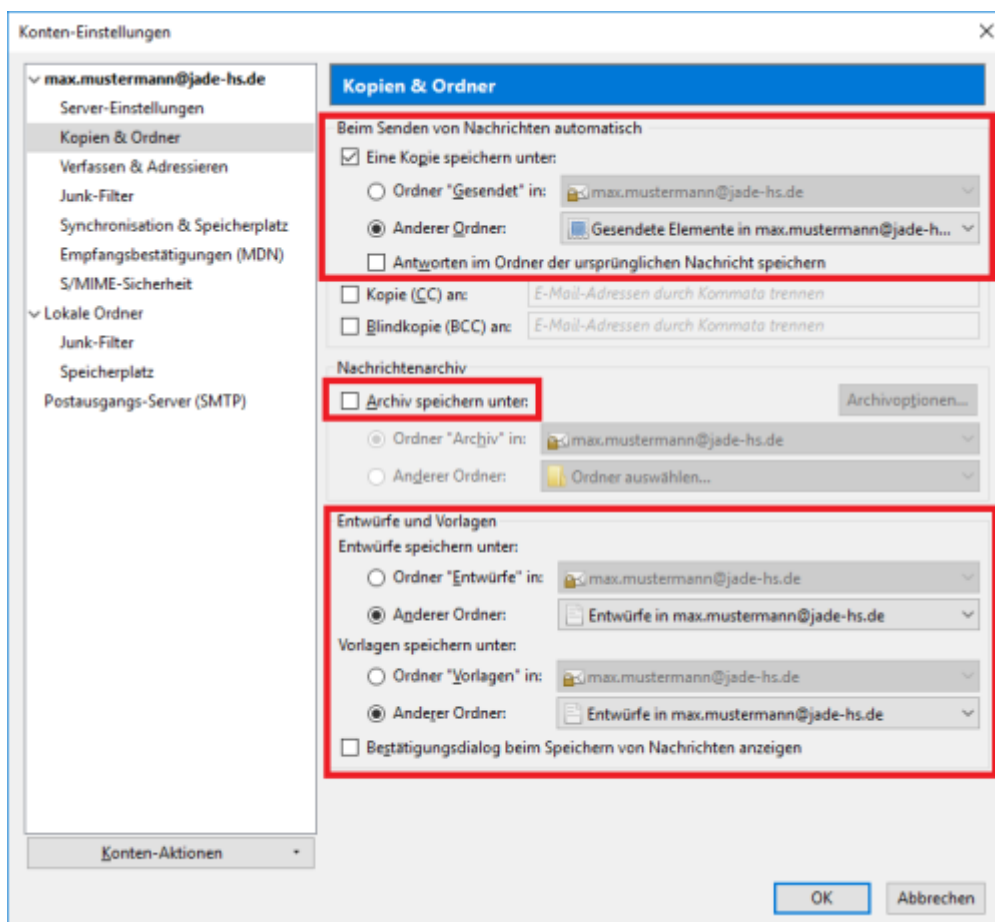 Konten-Einstellungen
max.mustermann@jade-hs.de
Server-Einstellungen
Kopien & Ordner
Verfassen & Adressieren
Junk-Filter
Synchronisation & Speicherplatz
Empfangsbestätigungen (MDN)
S/MIME-Sicherheit
Lokale Ordner
Junk-Filter
Speicherplatz
Postausgangs-Server (SMTP)
Konten-Aktionen
Kopien & Ordner
Beim Senden von Nachrichten automatisch
Eine Kopie speichern unter:
Ordner "Gesendet" in: max.mustermann@jade-hs.de
Anderer Ordner: Gesendete Elemente in max.mustermann@jade-h...
Antworten im Ordner der ursprünglichen Nachricht speichern
Kopie (CC) an: E-Mail-Adressen durch Kommata trennen
Blindkopie (BCC) an: E-Mail-Adressen durch Kommata trennen
Nachrichtenarchiv
Archiv speichern unter: Archivoptionen...
Ordner "Archiv" in: max.mustermann@jade-hs.de
Anderer Ordner: Ordner auswählen...
Entwürfe und Vorlagen
Entwürfe speichern unter:
Ordner "Entwürfe" in: max.mustermann@jade-hs.de
Anderer Ordner: Entwürfe in max.mustermann@jade-hs.de
Vorlagen speichern unter:
Ordner "Vorlagen" in: max.mustermann@jade-hs.de
Anderer Ordner: Entwürfe in max.mustermann@jade-hs.de
Bestätigungsdialog beim Speichern von Nachrichten anzeigen
OK Abbrechen